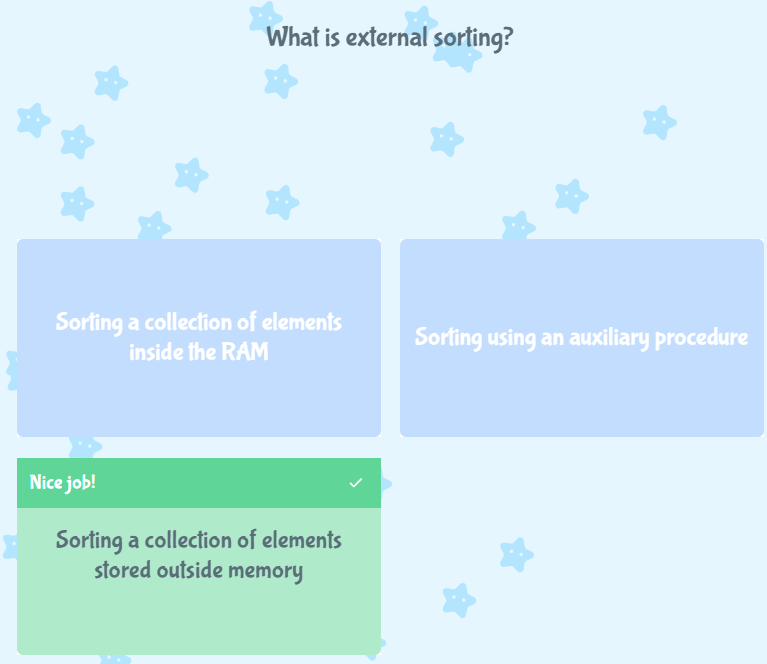 What is external sorting?
Sorting a collection of elements
inside the RAM
Sorting using an auxiliary procedure
Nice job!
Sorting a collection of elements
stored outside memory